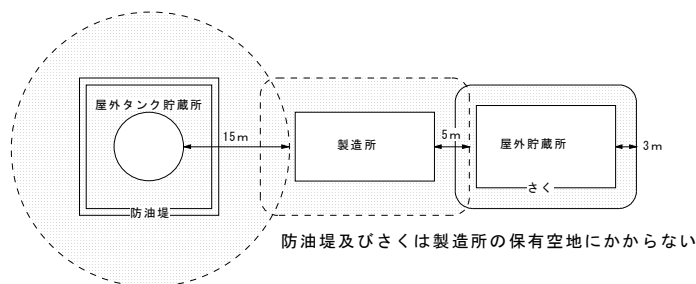 屋外タンク貯蔵所
15m
防油堤
製造所
5m
屋外貯蔵所
さく
3m
防油堤及びさくは製造所の保有空地にかからない